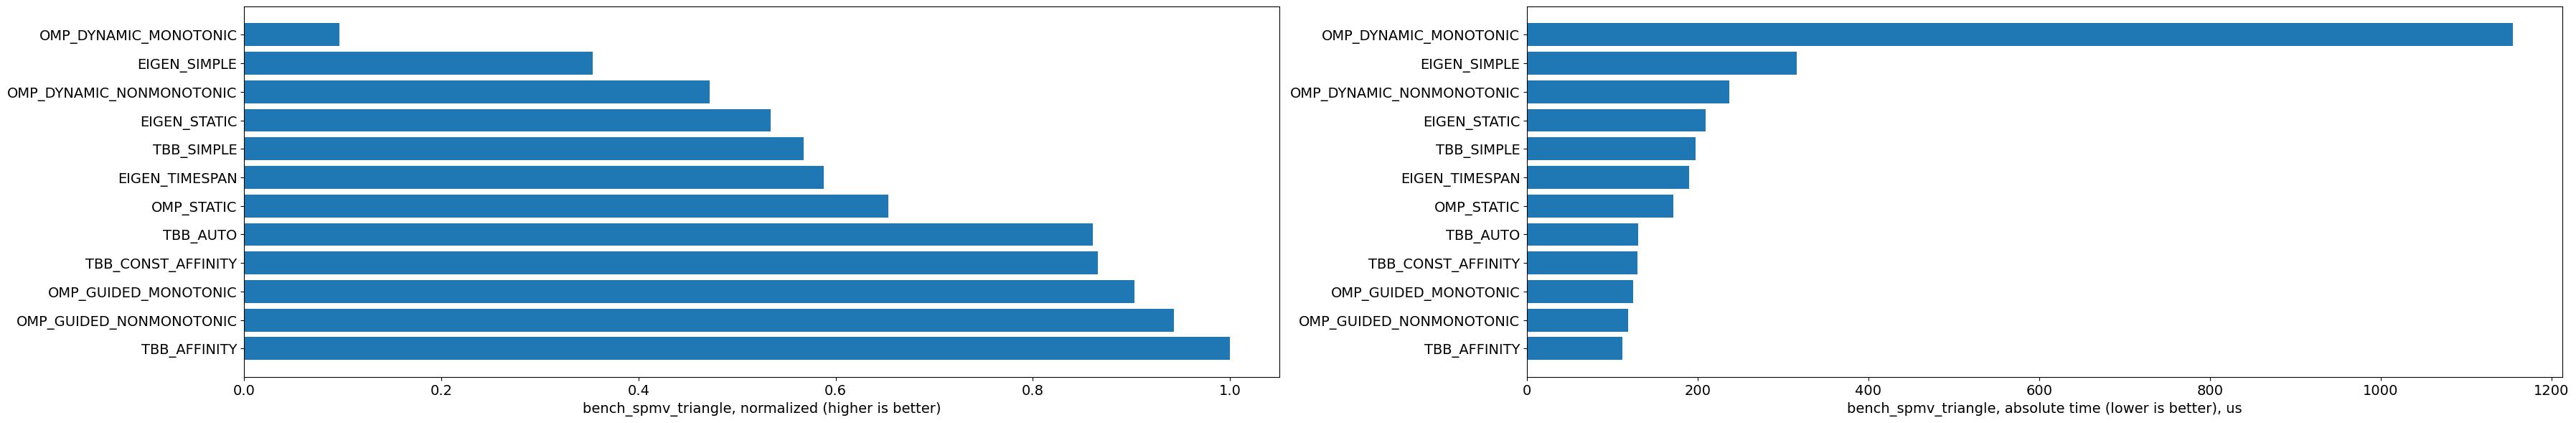 OMP_DYNAMIC_MONOTONIC
EIGEN_SIMPLE
OMP_DYNAMIC_NONMONOTONIC
EIGEN_STATIC
TBB_SIMPLE
EIGEN_TIMESPAN
OMP_STATIC
TBB_AUTO
TBB_CONST_AFFINITY
OMP_GUIDED_MONOTONIC
OMP_GUIDED_NONMONOTONIC
TBB_AFFINITY
0.0 0.2 0.4 0.6 0.8 1.0
bench_spmv_triangle, normalized (higher is better)
OMP_DYNAMIC_MONOTONIC
EIGEN_SIMPLE
OMP_DYNAMIC_NONMONOTONIC
EIGEN_STATIC
TBB_SIMPLE
EIGEN_TIMESPAN
OMP_STATIC
TBB_AUTO
TBB_CONST_AFFINITY
OMP_GUIDED_MONOTONIC
OMP_GUIDED_NONMONOTONIC
TBB_AFFINITY
0 200 400 600 800 1000 1200
bench_spmv_triangle, absolute time (lower is better), us